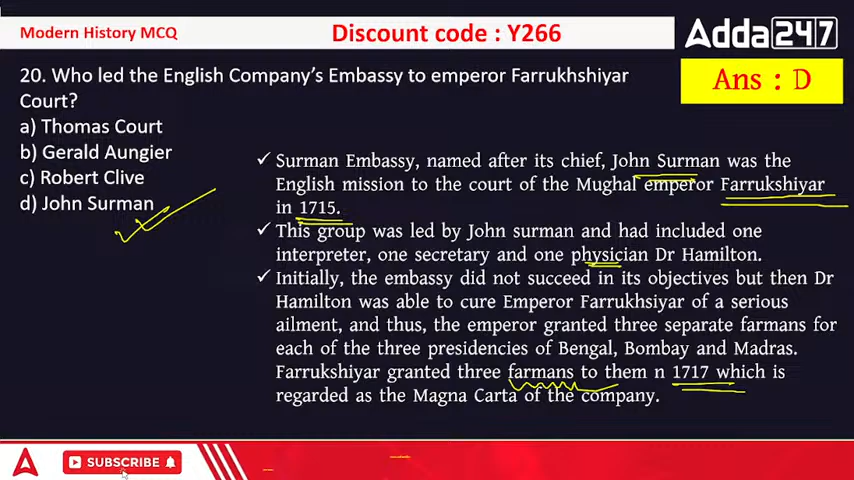 Modern History MCQ
Discount code : Y266
Adda247
20. Who led the English Company's Embassy to emperor Farrukhshiyar
Court?
a) Thomas Court
b) Gerald Aungier
c) Robert Clive
d) John Surman
Ans : D
✓ Surman Embassy, named after its chief, John Surman was the
English mission to the court of the Mughal emperor Farrukshiyar
in 1715.
✓ This group was led by John surman and had included one
interpreter, one secretary and one physician Dr Hamilton.
✓ Initially, the embassy did not succeed in its objectives but then Dr
Hamilton was able to cure Emperor Farrukhsiyar of a serious
ailment, and thus, the emperor granted three separate farmans for
each of the three presidencies of Bengal, Bombay and Madras.
Farrukshiyar granted three farmans to them n 1717 which is
regarded as the Magna Carta of the company.
SUBSCRIBE